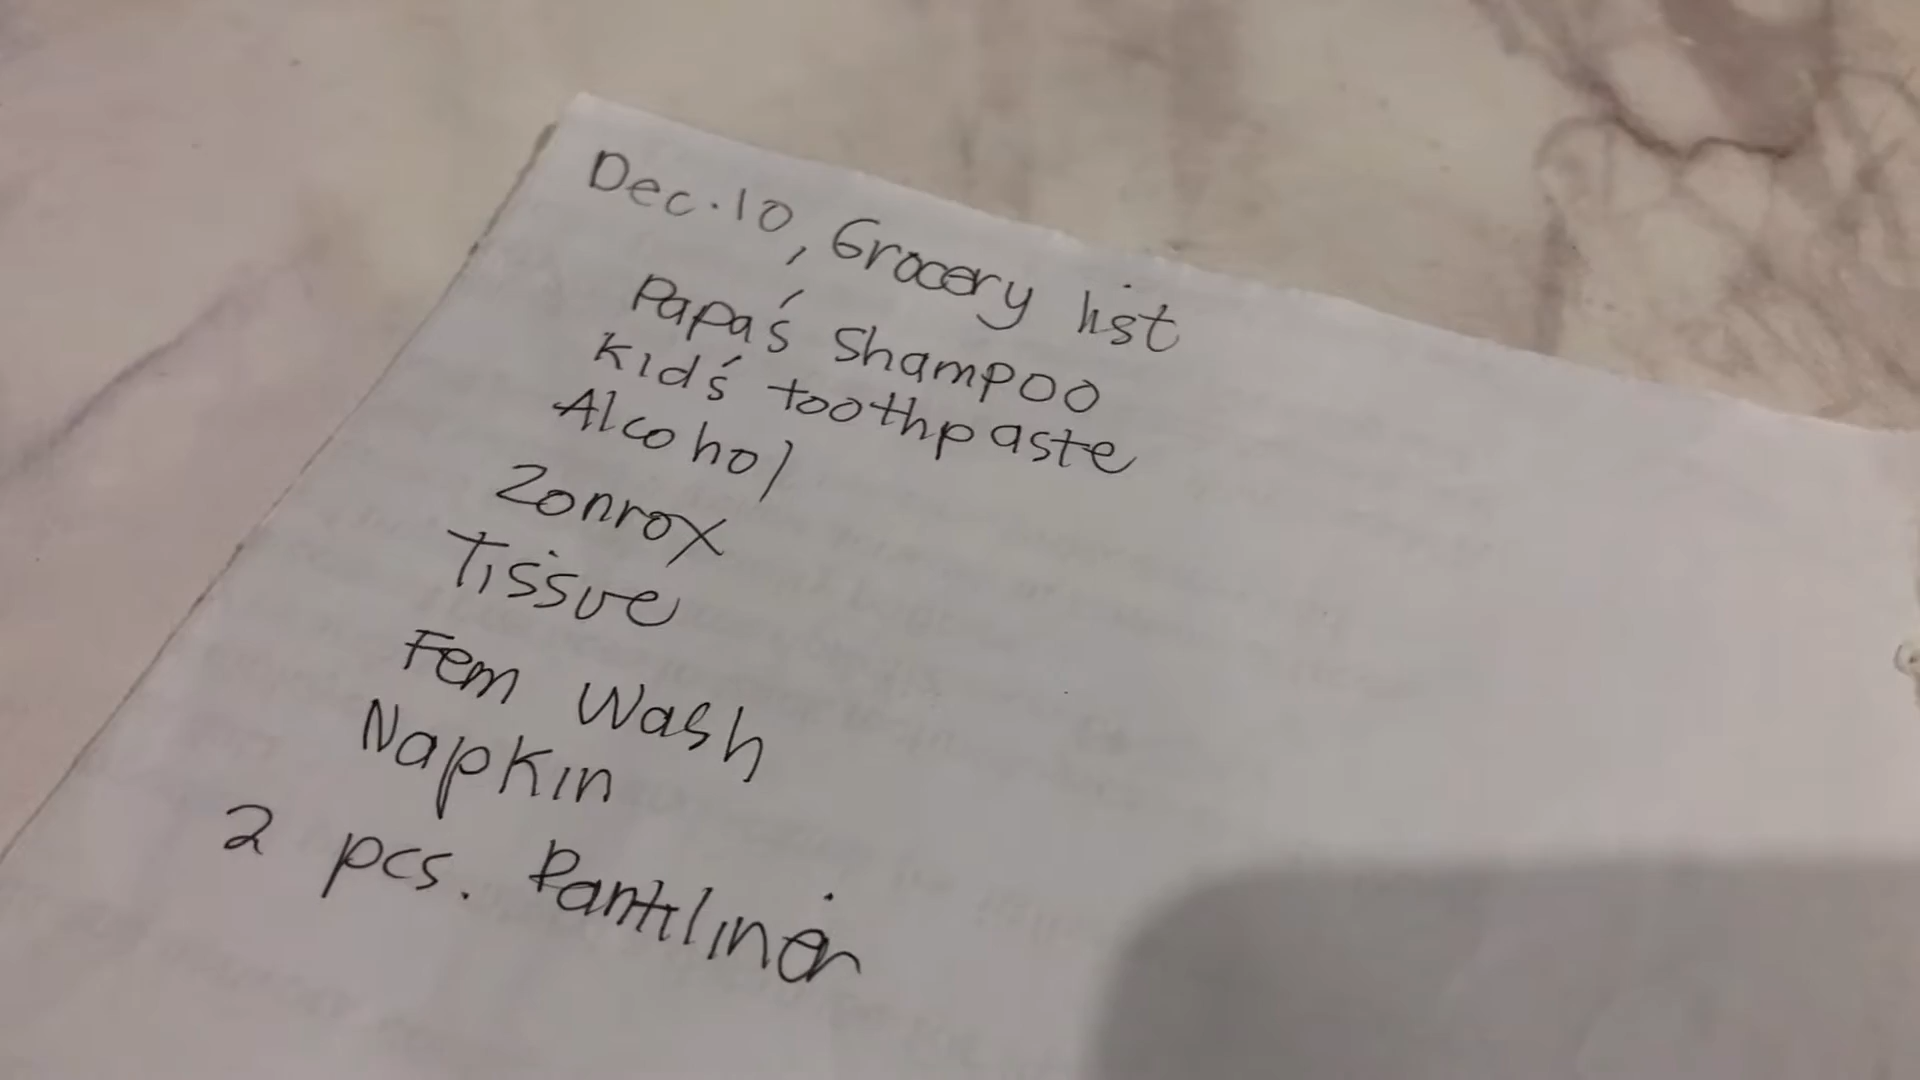 Dec. 10, Grocery list
Papa's Shampoo
Kid's toothpaste
Alcohol
Zonrox
Tissue
Fem Wash
Napkin
2 pcs. Pantiliner